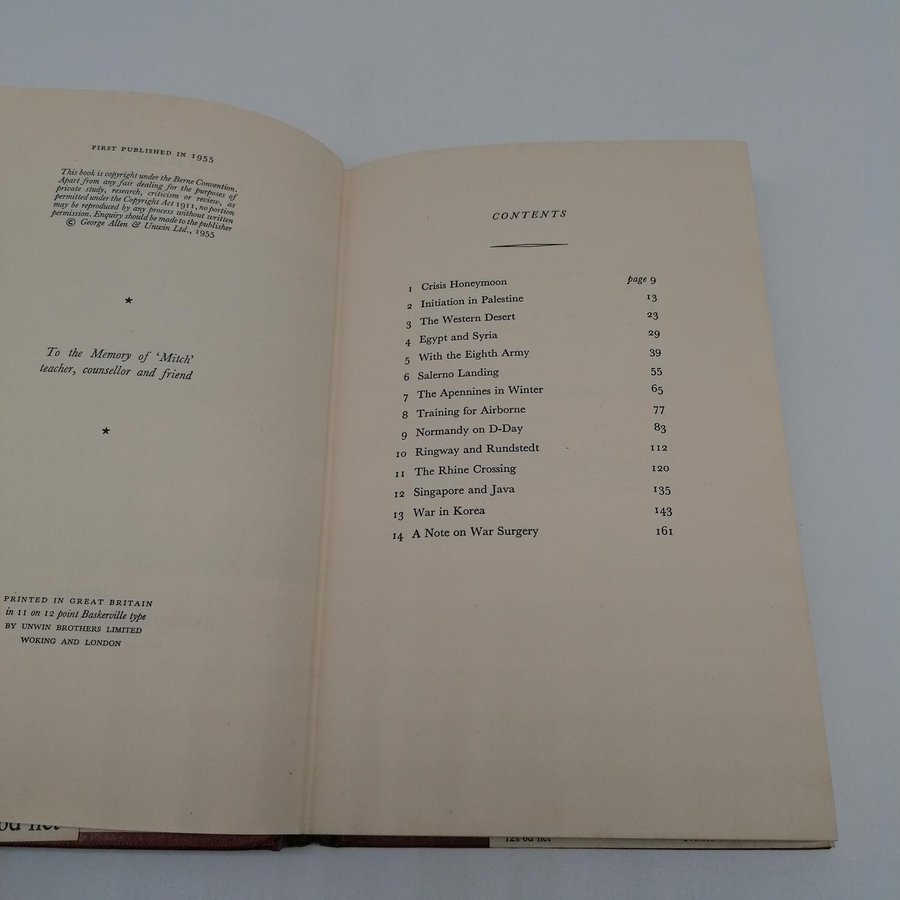 FIRST PUBLISHED IN 1955
This book is copyright under the Berne Convention.
Apart from any fair dealing for the purposes of
private study, research, criticism or review, as
permitted under the Copyright Act 1911, no portion
may be reproduced by any process without written
permission. Enquiry should be made to the publisher
© George Allen & Unwin Ltd., 1955
★
To the Memory of 'Mitch'
teacher, counsellor and friend
★
PRINTED IN GREAT BRITAIN
in 11 on 12 point Baskerville type
BY UNWIN BROTHERS LIMITED
WOKING AND LONDON
CONTENTS
1 Crisis Honeymoon page 9
2 Initiation in Palestine 13
3 The Western Desert 23
4 Egypt and Syria 29
5 With the Eighth Army 39
6 Salerno Landing 55
7 The Apennines in Winter 65
8 Training for Airborne 77
9 Normandy on D-Day 83
10 Ringway and Rundstedt 112
11 The Rhine Crossing 120
12 Singapore and Java 135
13 War in Korea 143
14 A Note on War Surgery 161
net
12s 6d net